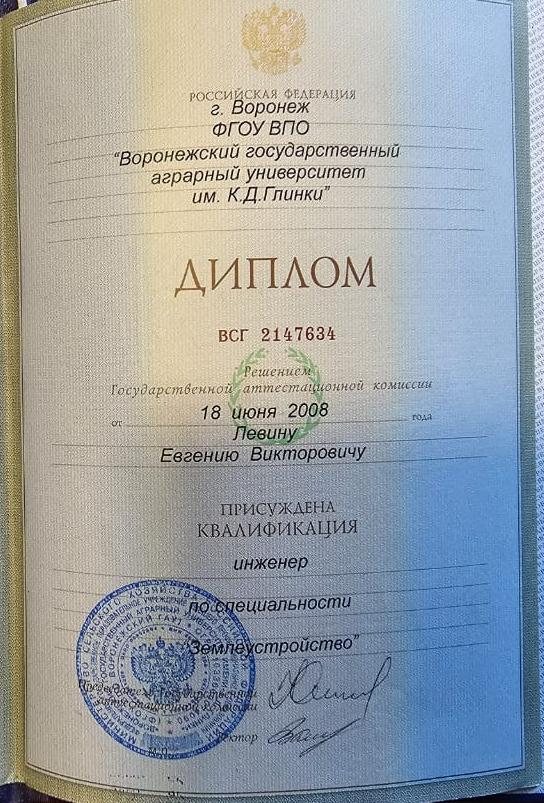 РОССИЙСКАЯ ФЕДЕРАЦИЯ
г. Воронеж
ФГОУ ВПО
“Воронежский государственный
аграрный университет
им. К.Д.Глинки”
ДИПЛОМ
ВСГ 2147634
Решением
Государственной аттестационной комиссии
от 18 июня 2008 года
Левину
Евгению Викторовичу
ПРИСУЖДЕНА
КВАЛИФИКАЦИЯ
инженер
по специальности
“Землеустройство”
Председатель Государственной
аттестационной комиссии
Ректор
М.П.